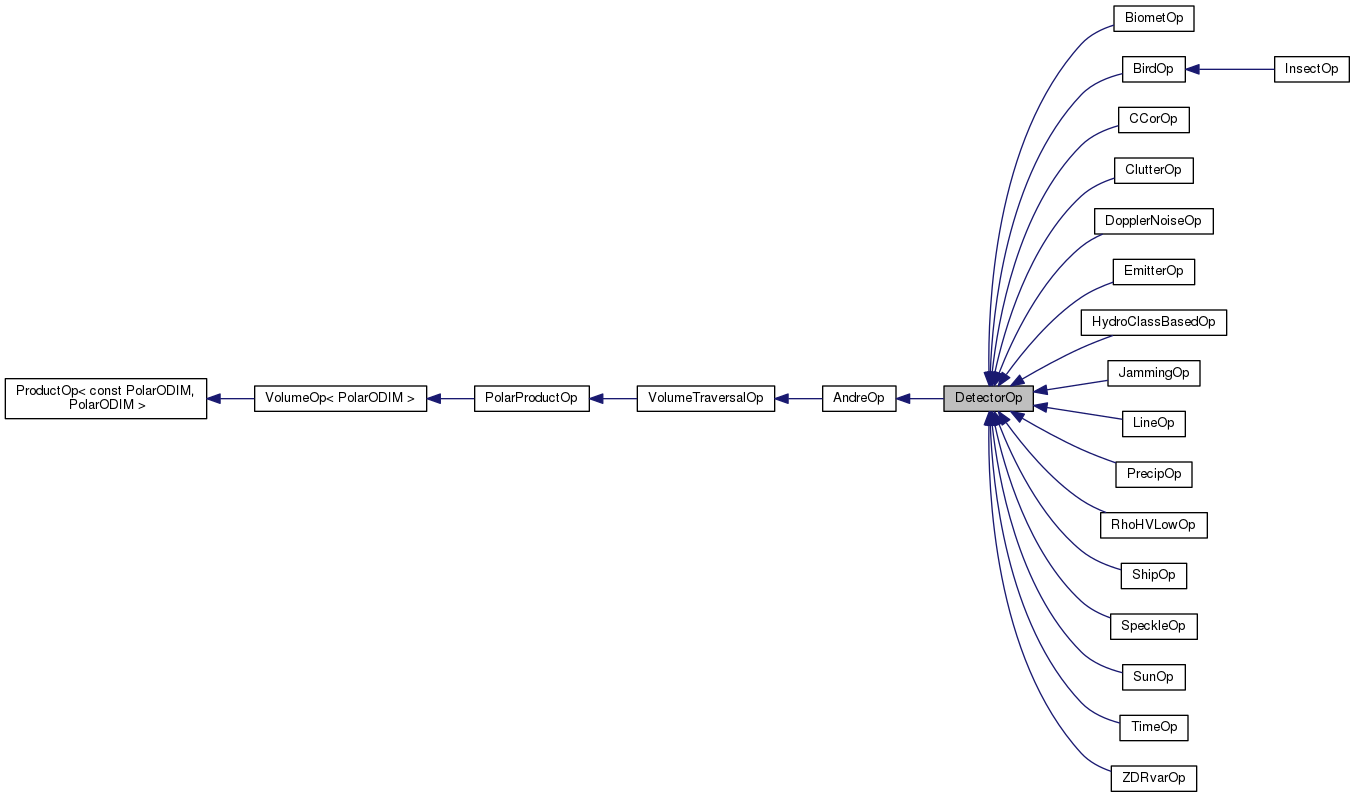 BiometOp
BirdOp
InsectOp
CCorOp
ClutterOp
DopplerNoiseOp
EmitterOp
HydroClassBasedOp
JammingOp
ProductOp< const PolarODIM,
PolarODIM >
VolumeOp< PolarODIM >
PolarProductOp
VolumeTraversalOp
AndreOp
DetectorOp
LineOp
PrecipOp
RhoHVLowOp
ShipOp
SpeckleOp
SunOp
TimeOp
ZDRvarOp